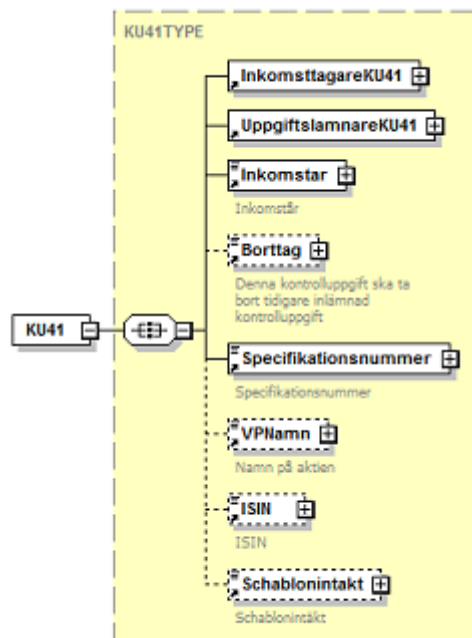 KU41TYPE
InkomsttagareKU41
UppgiftslamnareKU41
Inkomstar
Inkomstår
Borttag
Denna kontrolluppgift ska ta
bort tidigare inlämnad
kontrolluppgift
KU41
Specifikationsnummer
Specifikationsnummer
VPNamn
Namn på aktien
ISIN
ISIN
Schablonintakt
Schablonintäkt